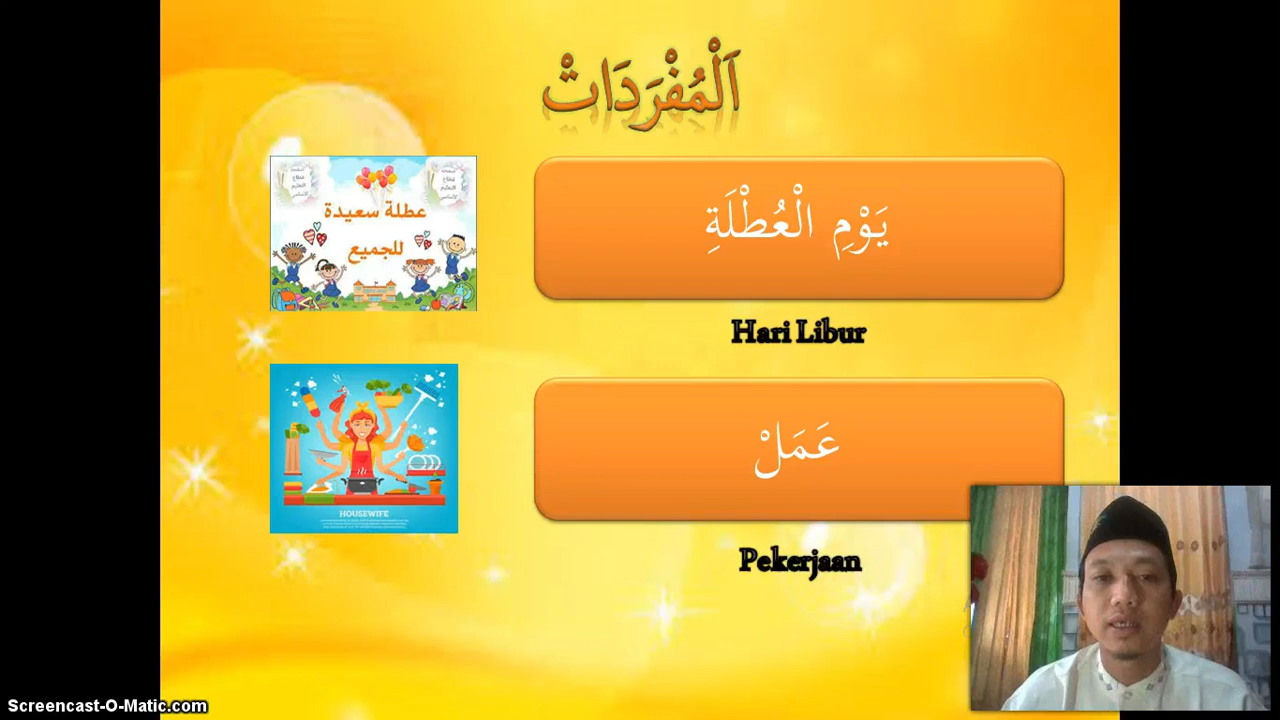 اَلْمُفْرَدَاتْ
عطلة سعيدة
للجميع
يَوْمِ الْعُطْلَةِ
Hari Libur
HOUSEWIFE
عَمَلْ
Pekerjaan
Screencast-O-Matic.com